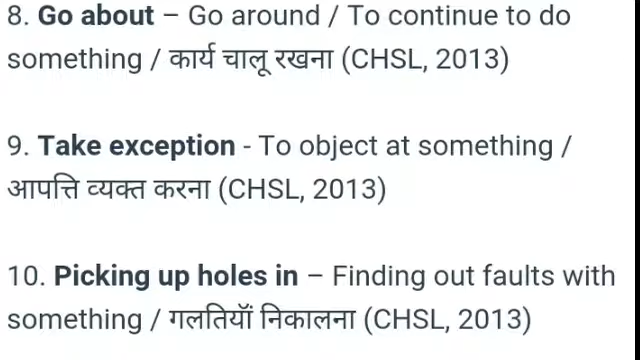 8. Go about – Go around / To continue to do
something / कार्य चालू रखना (CHSL, 2013)
9. Take exception - To object at something /
आपत्ति व्यक्त करना (CHSL, 2013)
10. Picking up holes in – Finding out faults with
something / गलतियॉं निकालना (CHSL, 2013)